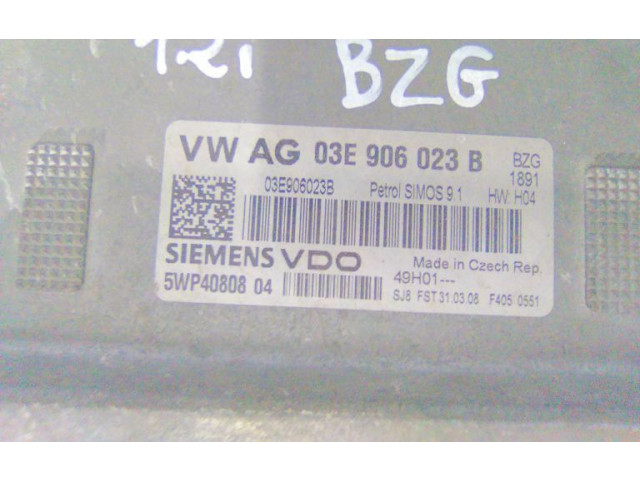 1.2i BZG
VW AG 03E 906 023 B BZG
1891
03E906023B Petrol SIMOS 9.1 HW: H04
SIEMENS VDO Made in Czech Rep.
5WP40808 04 49H01---
SJ8 FST 31.03.08 F405 0551